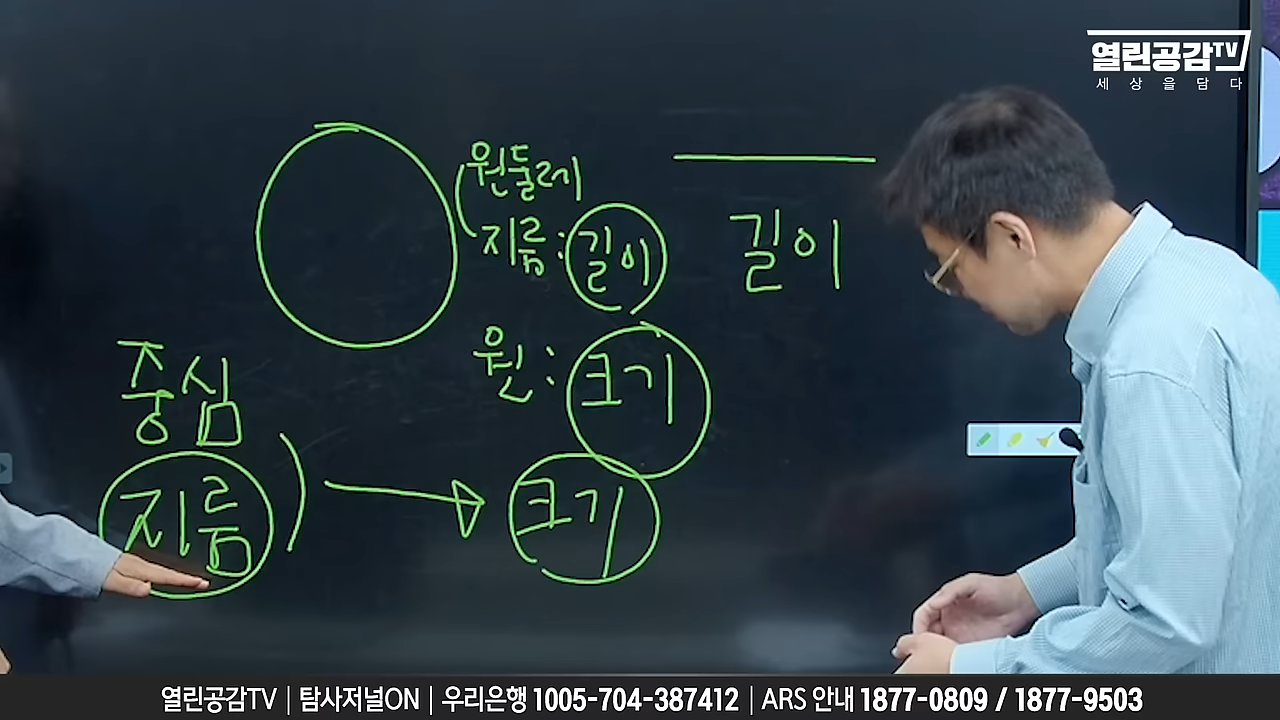 열린공감TV
세상을담다
원둘레
지름:길이
길이
원:크기
중심
지름
크기
열린공감TV | 탐사저널ON | 우리은행 1005-704-387412 | ARS 안내 1877-0809 / 1877-9503